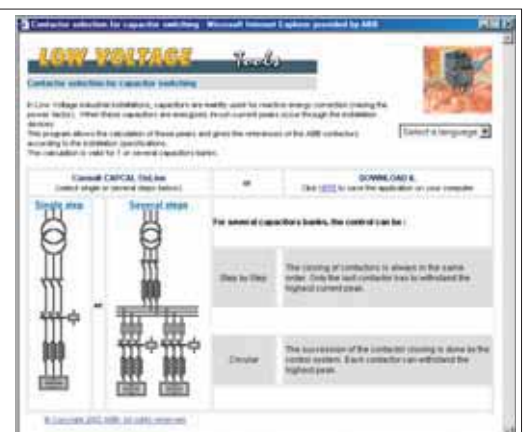 Contactor selection for capacitor switching - Microsoft Internet Explorer provided by ABB
LOW VOLTAGE Tools
Contactor selection for capacitor switching
In Low Voltage industrial installations, capacitors are mainly used for reactive energy correction (raising the
power factor). When these capacitors are energized, inrush current peaks occur through the installation
devices.
This program allows the calculation of these peaks and gives the references of the ABB contactors
according to the installation specifications.
The calculation is valid for 1 or several capacitors banks.
Select a language
Consult CAPCAL OnLine
(select single or several steps below)
or
DOWNLOAD it.
Click HERE to save the application on your computer
Single step
Several steps
or
For several capacitors banks, the control can be :
Step by Step
The closing of contactors is always in the same
order. Only the last contactor has to withstand the
highest current peak.
Circular
The succession of the contactor closing is done by the
control system. Each contactor can withstand the
highest peak.
© Copyright 2002 ABB. All rights reserved